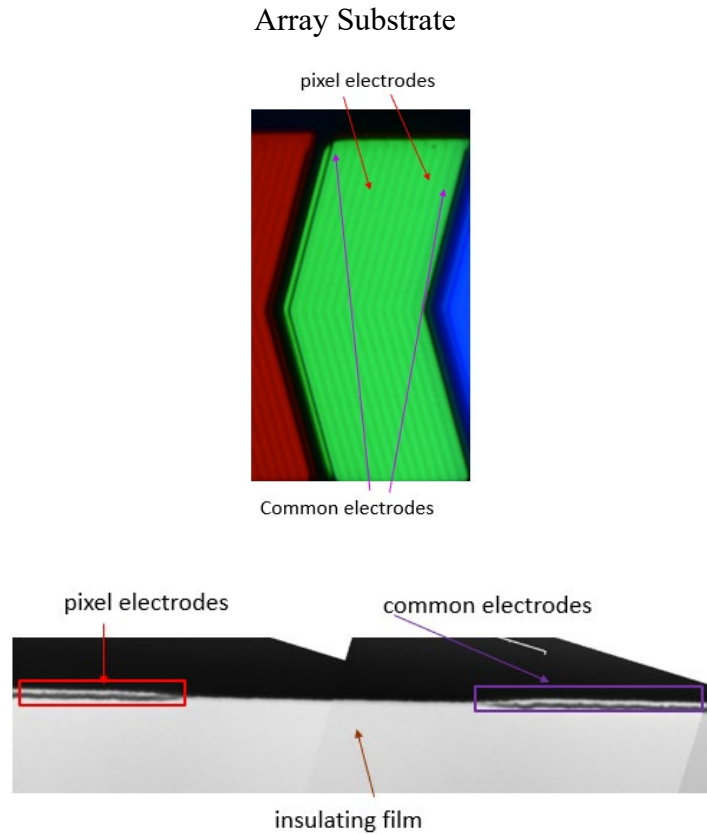 Array Substrate
pixel electrodes
Common electrodes
pixel electrodes
common electrodes
insulating film